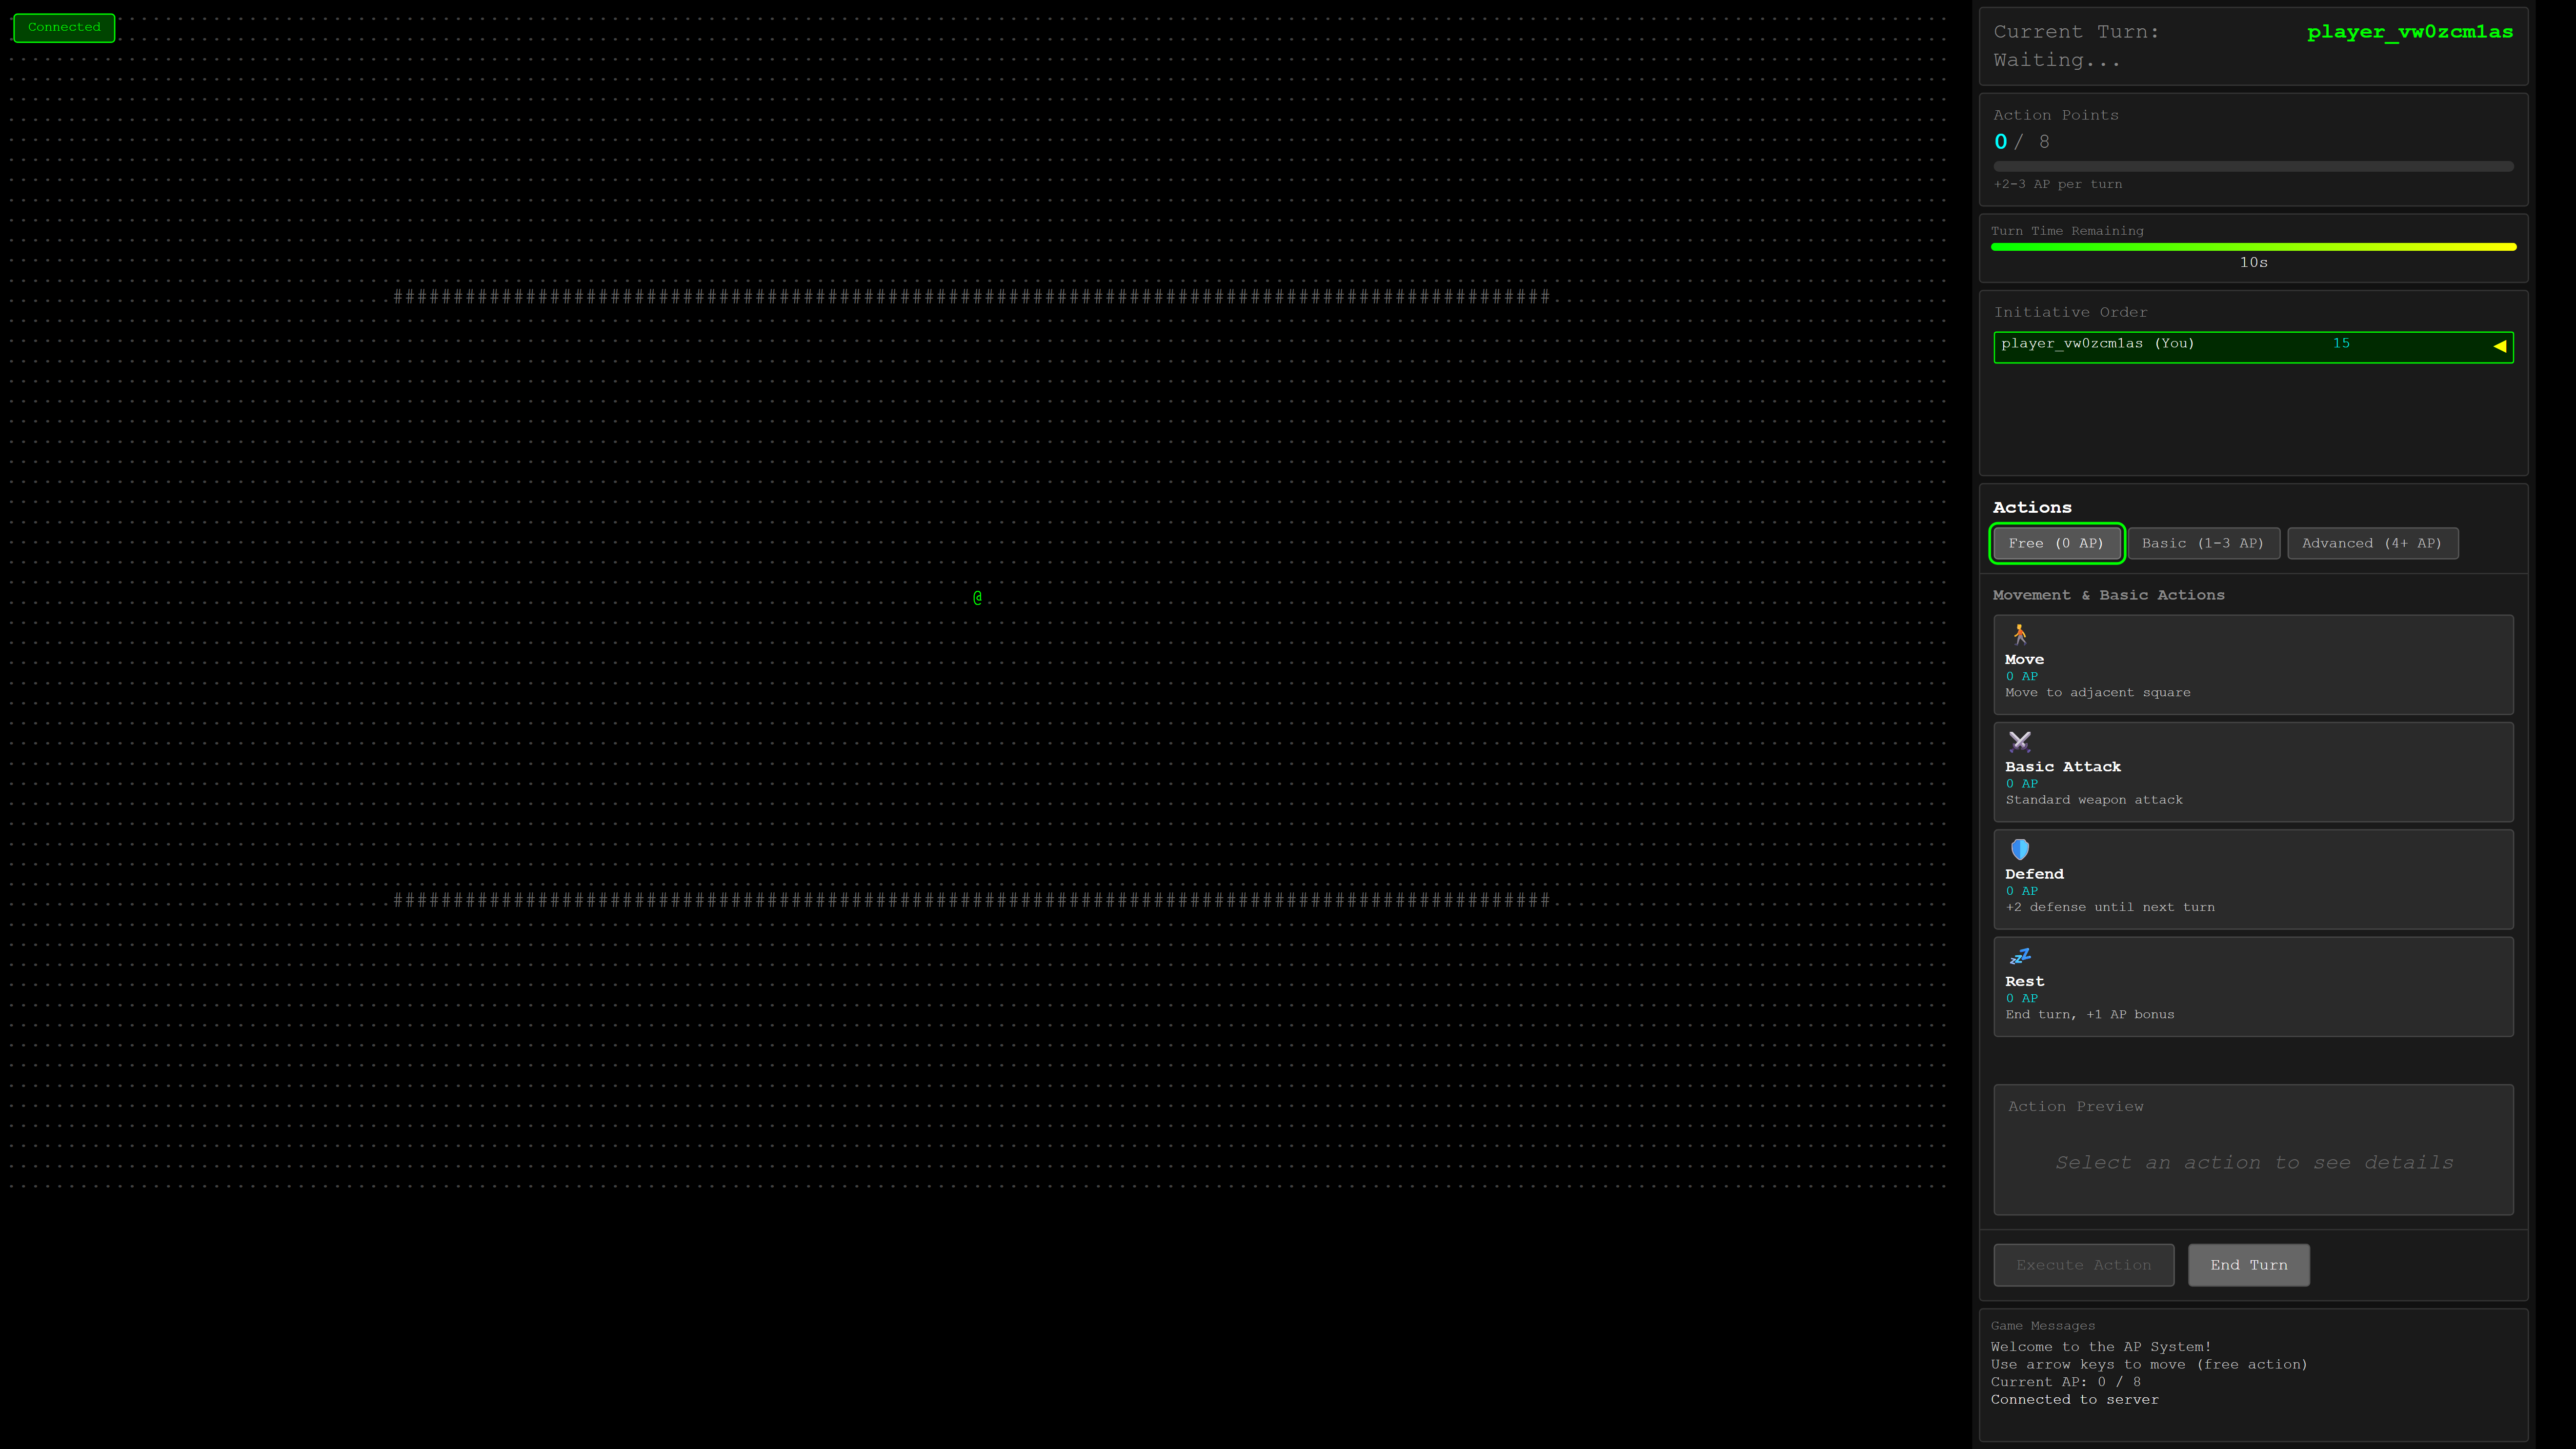 Connected
################################################################################################
@
################################################################################################
Current Turn: player_vw0zcm1as
Waiting...
Action Points
0 / 8
+2-3 AP per turn
Turn Time Remaining
10s
Initiative Order
player_vw0zcm1as (You) 15 ◀
Actions
Free (0 AP) Basic (1-3 AP) Advanced (4+ AP)
Movement & Basic Actions
Move
0 AP
Move to adjacent square
Basic Attack
0 AP
Standard weapon attack
Defend
0 AP
+2 defense until next turn
Rest
0 AP
End turn, +1 AP bonus
Action Preview
Select an action to see details
Execute Action End Turn
Game Messages
Welcome to the AP System!
Use arrow keys to move (free action)
Current AP: 0 / 8
Connected to server